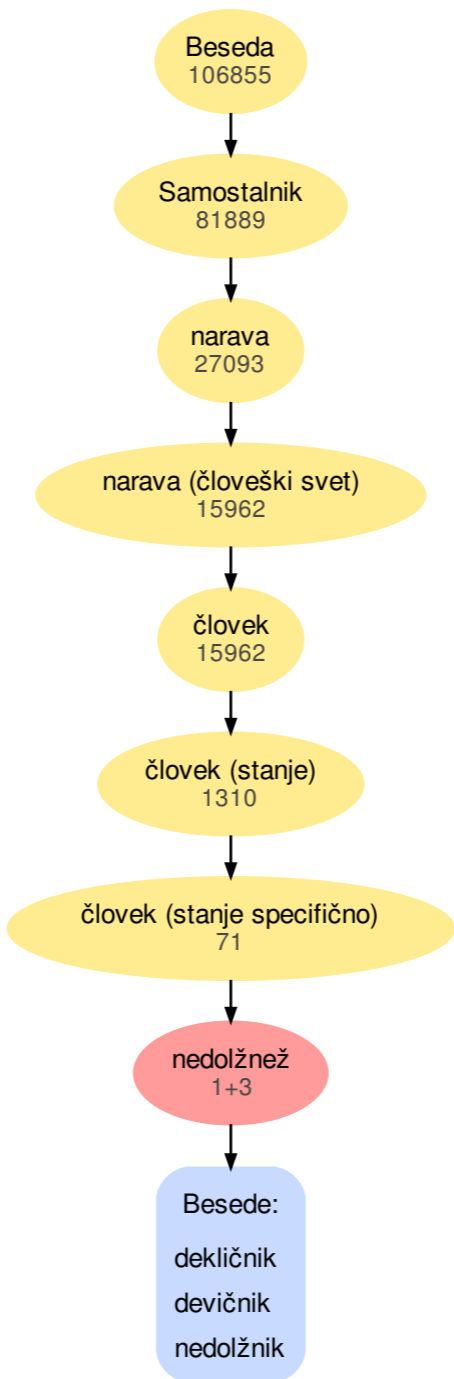 Beseda
106855
Samostalnik
81889
narava
27093
narava (človeški svet)
15962
človek
15962
človek (stanje)
1310
človek (stanje specifično)
71
nedolžnež
1+3
Besede:
dekličnik
devičnik
nedolžnik